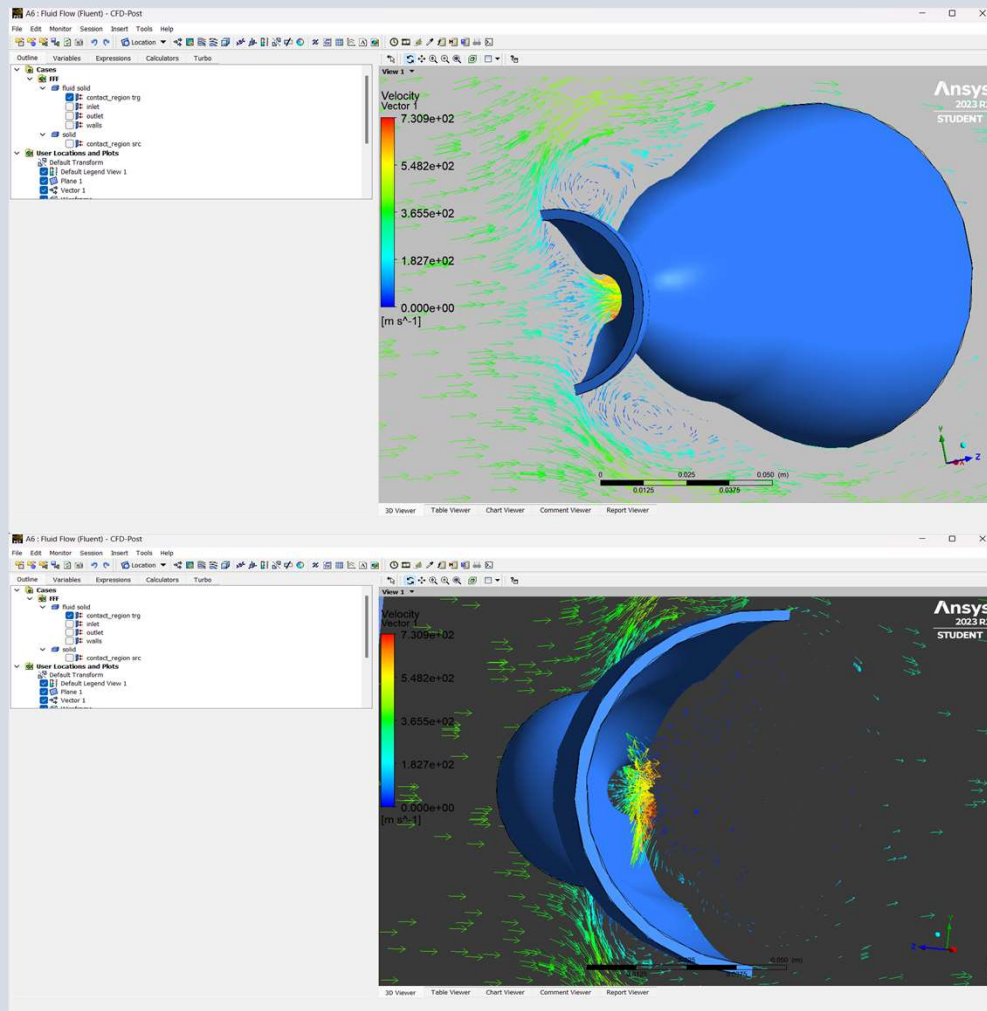 A6 : Fluid Flow (Fluent) - CFD-Post
File Edit Monitor Session Insert Tools Help
Location
Outline Variables Expressions Calculators Turbo
Cases
FFF
fluid solid
contact_region trg
inlet
outlet
walls
solid
contact_region src
User Locations and Plots
Default Transform
Default Legend View 1
Plane 1
Vector 1
View 1
Velocity
Vector 1
7.309e+02
5.482e+02
3.655e+02
1.827e+02
0.000e+00
[m s^-1]
Ansys
2023
STUDENT
Y
Z
0 0.025 0.050 (m)
0.0125 0.0375
3D Viewer Table Viewer Chart Viewer Comment Viewer Report Viewer
A6 : Fluid Flow (Fluent) - CFD-Post
File Edit Monitor Session Insert Tools Help
Location
Outline Variables Expressions Calculators Turbo
Cases
FFF
fluid solid
contact_region trg
inlet
outlet
walls
solid
contact_region src
User Locations and Plots
Default Transform
Default Legend View 1
Plane 1
Vector 1
View 1
Velocity
Vector 1
7.309e+02
5.482e+02
3.655e+02
1.827e+02
0.000e+00
[m s^-1]
Ansys
2023
STUDENT
Z
0.050 (m)
3D Viewer Table Viewer Chart Viewer Comment Viewer Report Viewer